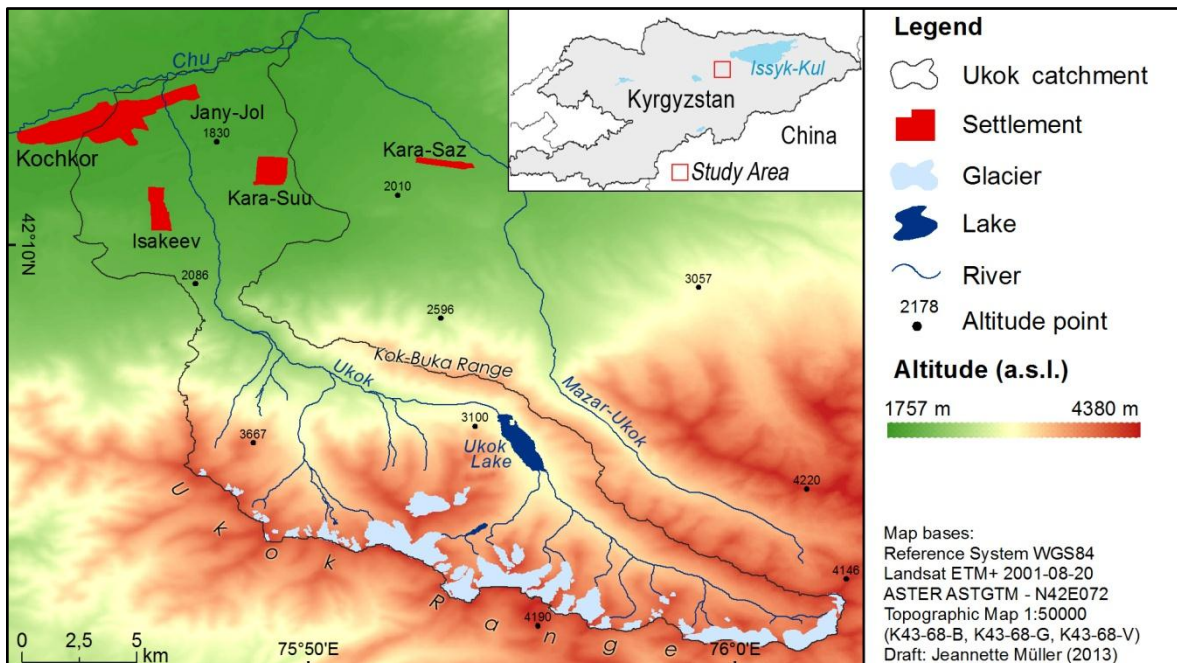 Chu
Jany-Jol
1830
Kochkor
Kara-Suu
Isakeev
Kara-Saz
2010
42°10'N
2086
2596
3057
Kok-Buka Range
Ukok
Mazar-Ukok
3100
Ukok
Lake
3667
4220
4146
4190
Ukok Range
0 2,5 5
km
75°50'E
76°0'E
Issyk-Kul
Kyrgyzstan
China
Study Area
Legend
Ukok catchment
Settlement
Glacier
Lake
River
2178
Altitude point
Altitude (a.s.l.)
1757 m 4380 m
Map bases:
Reference System WGS84
Landsat ETM+ 2001-08-20
ASTER ASTGTM - N42E072
Topographic Map 1:50000
(K43-68-B, K43-68-G, K43-68-V)
Draft: Jeannette Müller (2013)